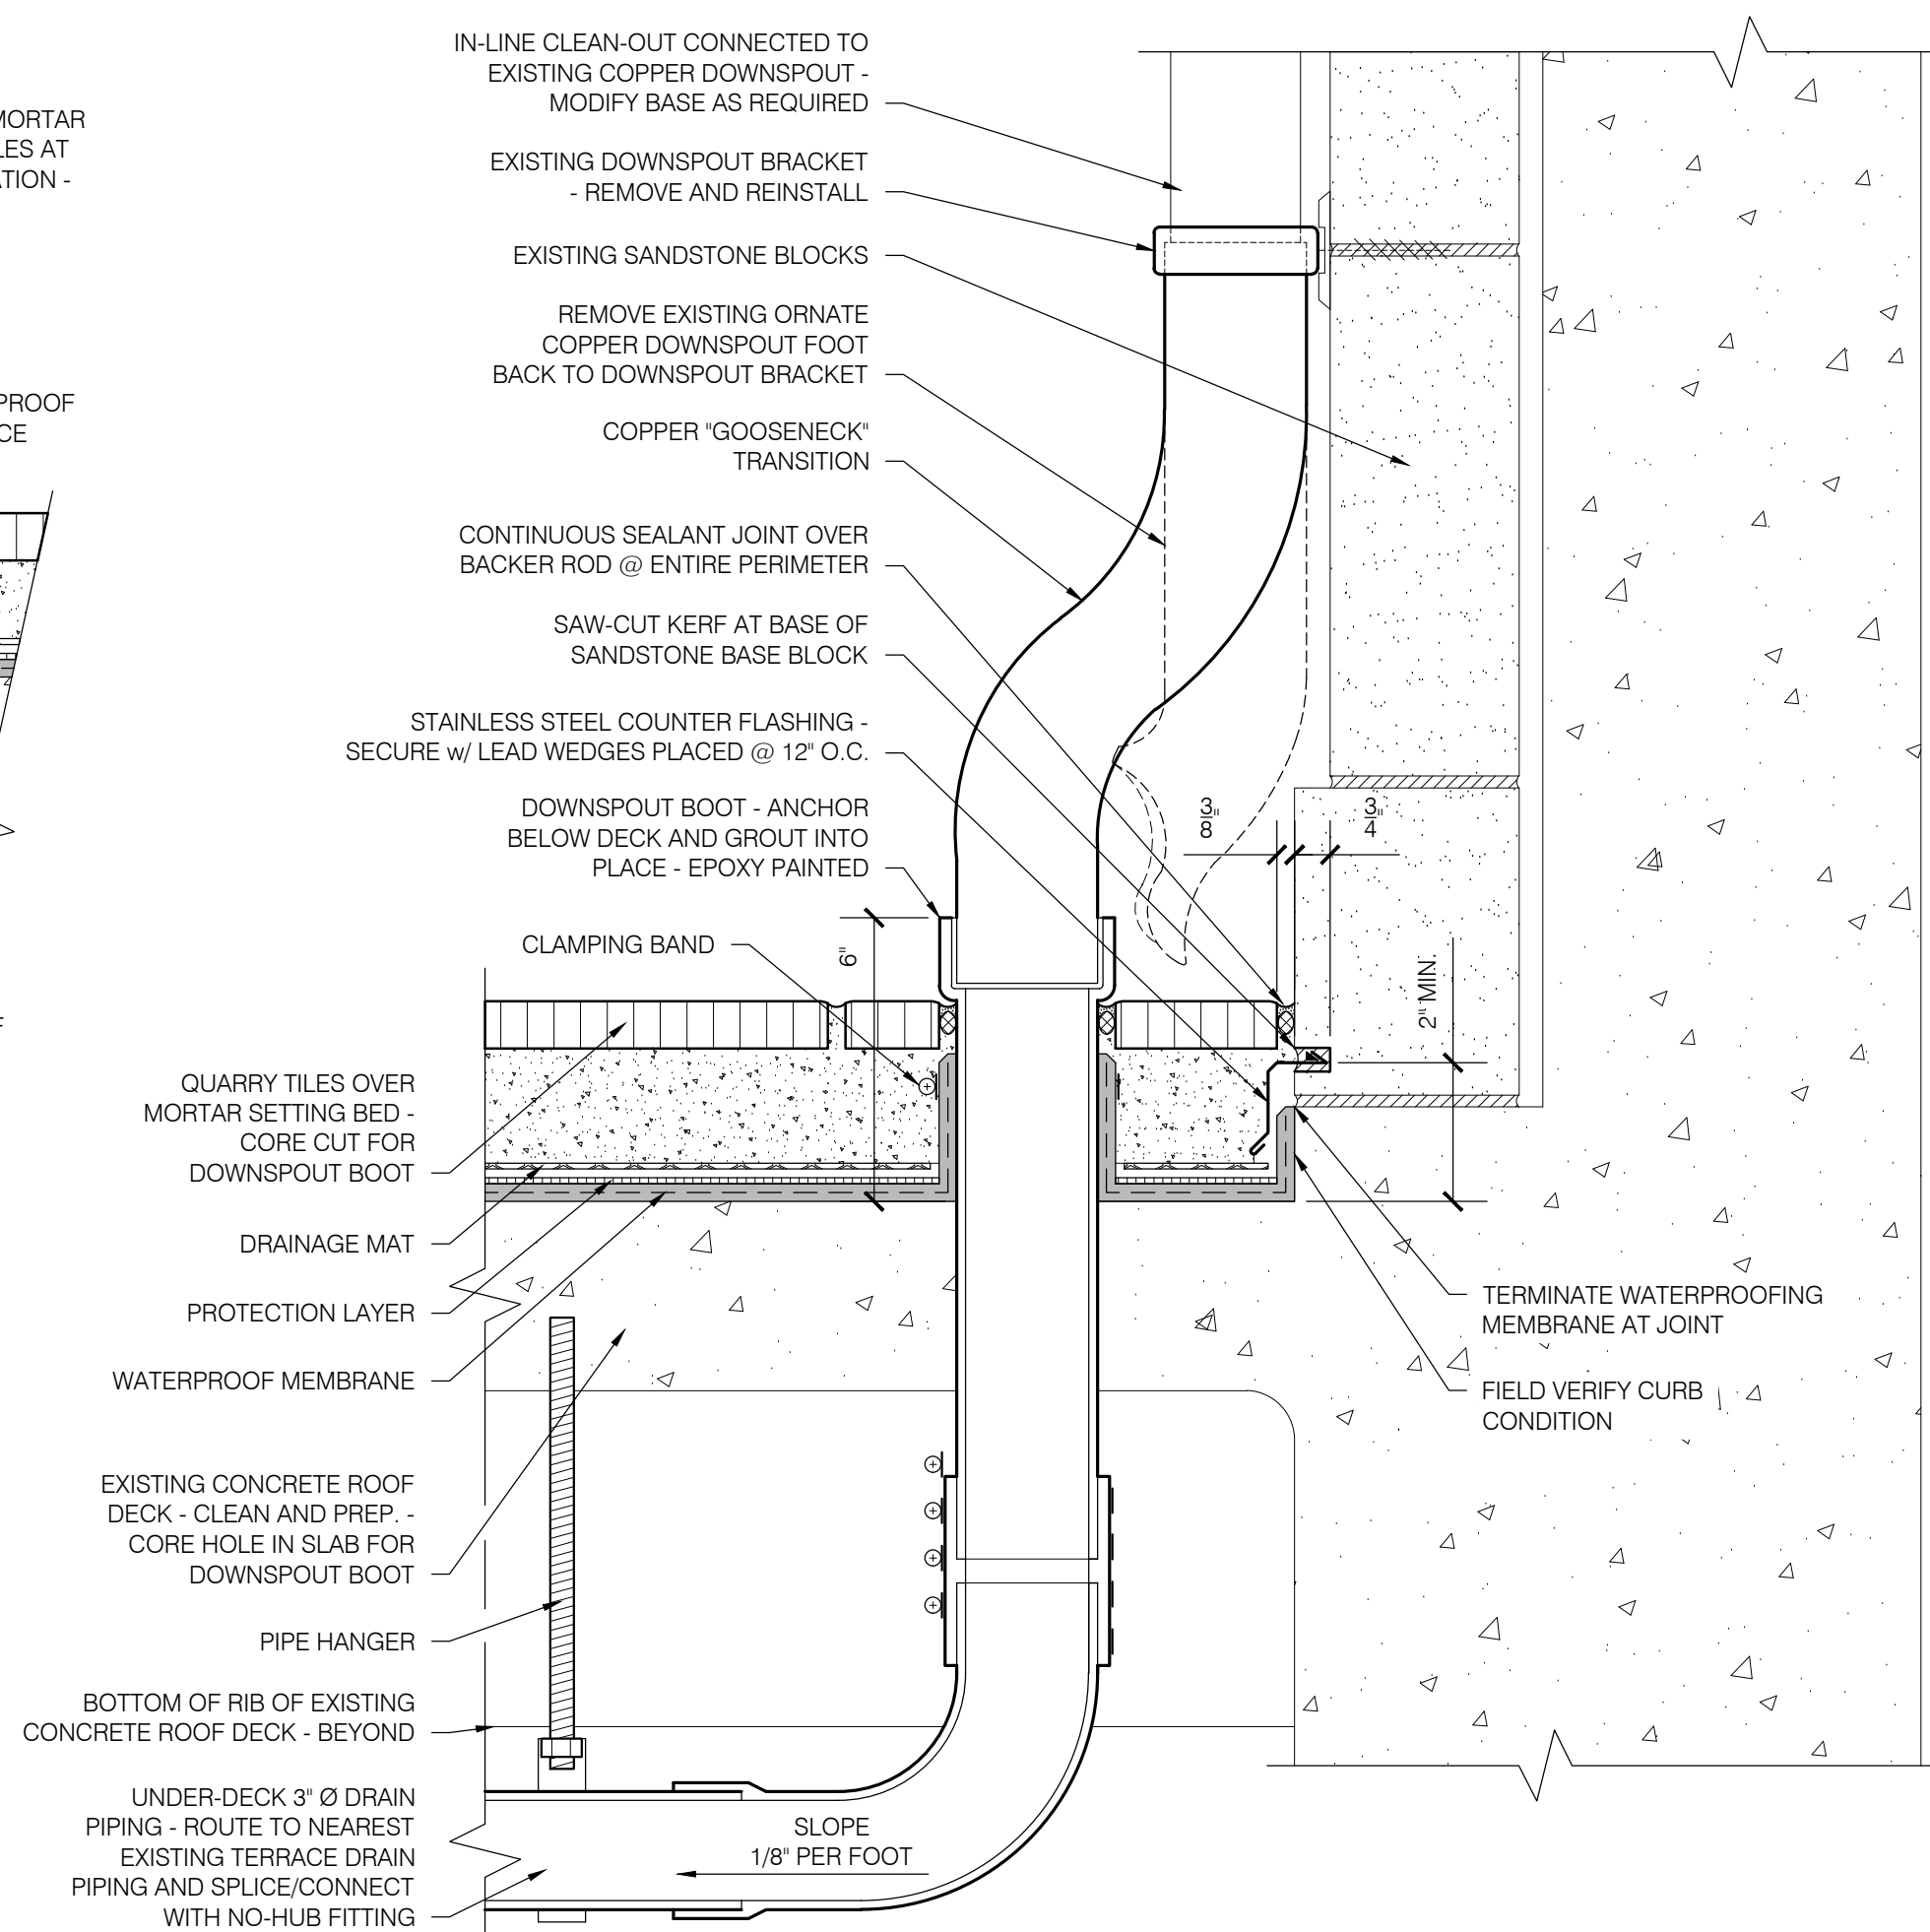 IN-LINE CLEAN-OUT CONNECTED TO
EXISTING COPPER DOWNSPOUT -
MODIFY BASE AS REQUIRED
EXISTING DOWNSPOUT BRACKET
- REMOVE AND REINSTALL
EXISTING SANDSTONE BLOCKS
REMOVE EXISTING ORNATE
COPPER DOWNSPOUT FOOT
BACK TO DOWNSPOUT BRACKET
COPPER "GOOSENECK"
TRANSITION
CONTINUOUS SEALANT JOINT OVER
BACKER ROD @ ENTIRE PERIMETER
SAW-CUT KERF AT BASE OF
SANDSTONE BASE BLOCK
STAINLESS STEEL COUNTER FLASHING -
SECURE w/ LEAD WEDGES PLACED @ 12" O.C.
DOWNSPOUT BOOT - ANCHOR
BELOW DECK AND GROUT INTO
PLACE - EPOXY PAINTED
CLAMPING BAND
MORTAR
LES AT
ATION -
PROOF
CE
F
3/8"
3/4"
6"
2" MIN.
QUARRY TILES OVER
MORTAR SETTING BED -
CORE CUT FOR
DOWNSPOUT BOOT
DRAINAGE MAT
PROTECTION LAYER
WATERPROOF MEMBRANE
EXISTING CONCRETE ROOF
DECK - CLEAN AND PREP. -
CORE HOLE IN SLAB FOR
DOWNSPOUT BOOT
PIPE HANGER
BOTTOM OF RIB OF EXISTING
CONCRETE ROOF DECK - BEYOND
UNDER-DECK 3" Ø DRAIN
PIPING - ROUTE TO NEAREST
EXISTING TERRACE DRAIN
PIPING AND SPLICE/CONNECT
WITH NO-HUB FITTING
SLOPE
1/8" PER FOOT
TERMINATE WATERPROOFING
MEMBRANE AT JOINT
FIELD VERIFY CURB
CONDITION